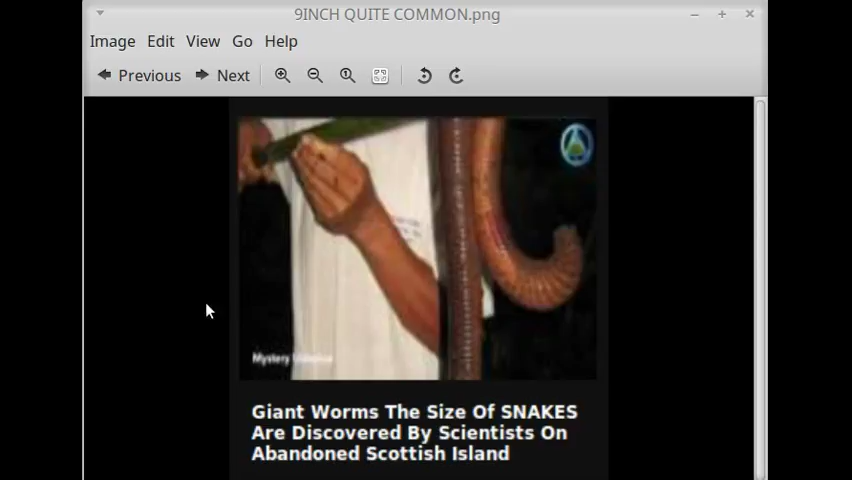 9INCH QUITE COMMON.png
Image Edit View Go Help
Previous Next
Mystery
Giant Worms The Size Of SNAKES
Are Discovered By Scientists On
Abandoned Scottish Island